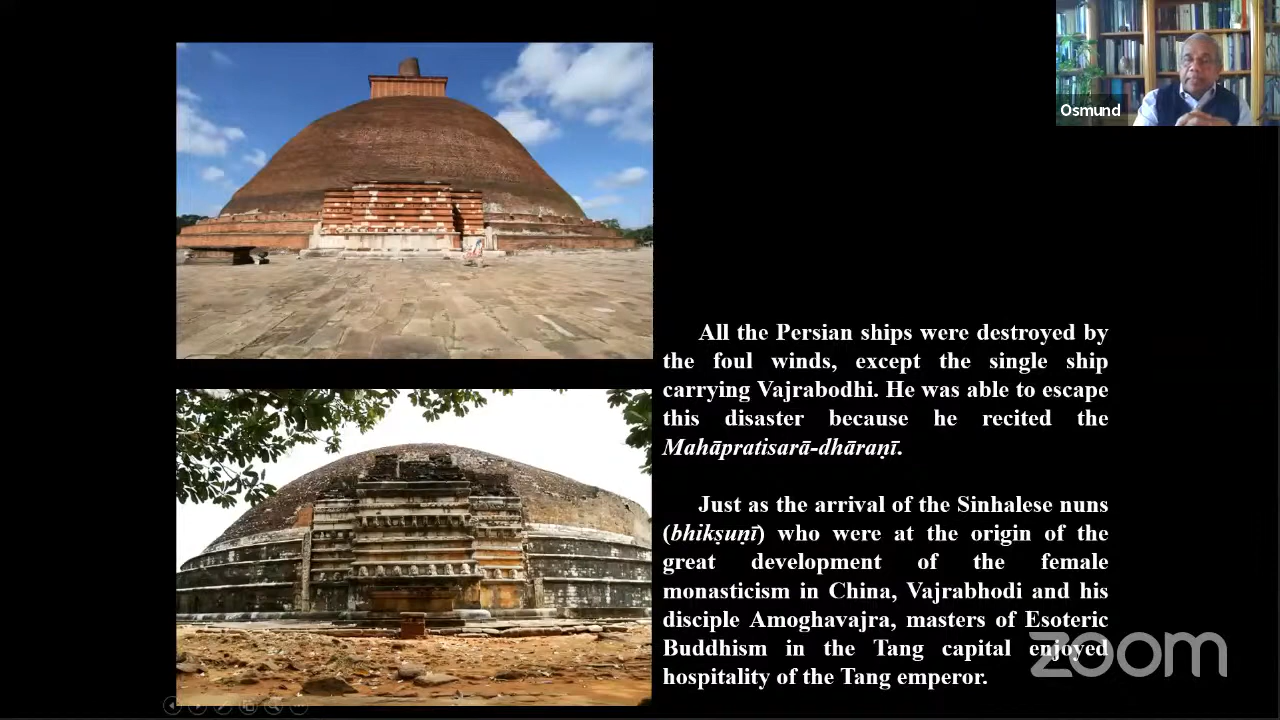 Osmund
All the Persian ships were destroyed by
the foul winds, except the single ship
carrying Vajrabodhi. He was able to escape
this disaster because he recited the
Mahāpratisarā-dhāraṇī.
Just as the arrival of the Sinhalese nuns
(bhikṣuṇī) who were at the origin of the
great development of the female
monasticism in China, Vajrabhodi and his
disciple Amoghavajra, masters of Esoteric
Buddhism in the Tang capital enjoyed
hospitality of the Tang emperor.
zoom